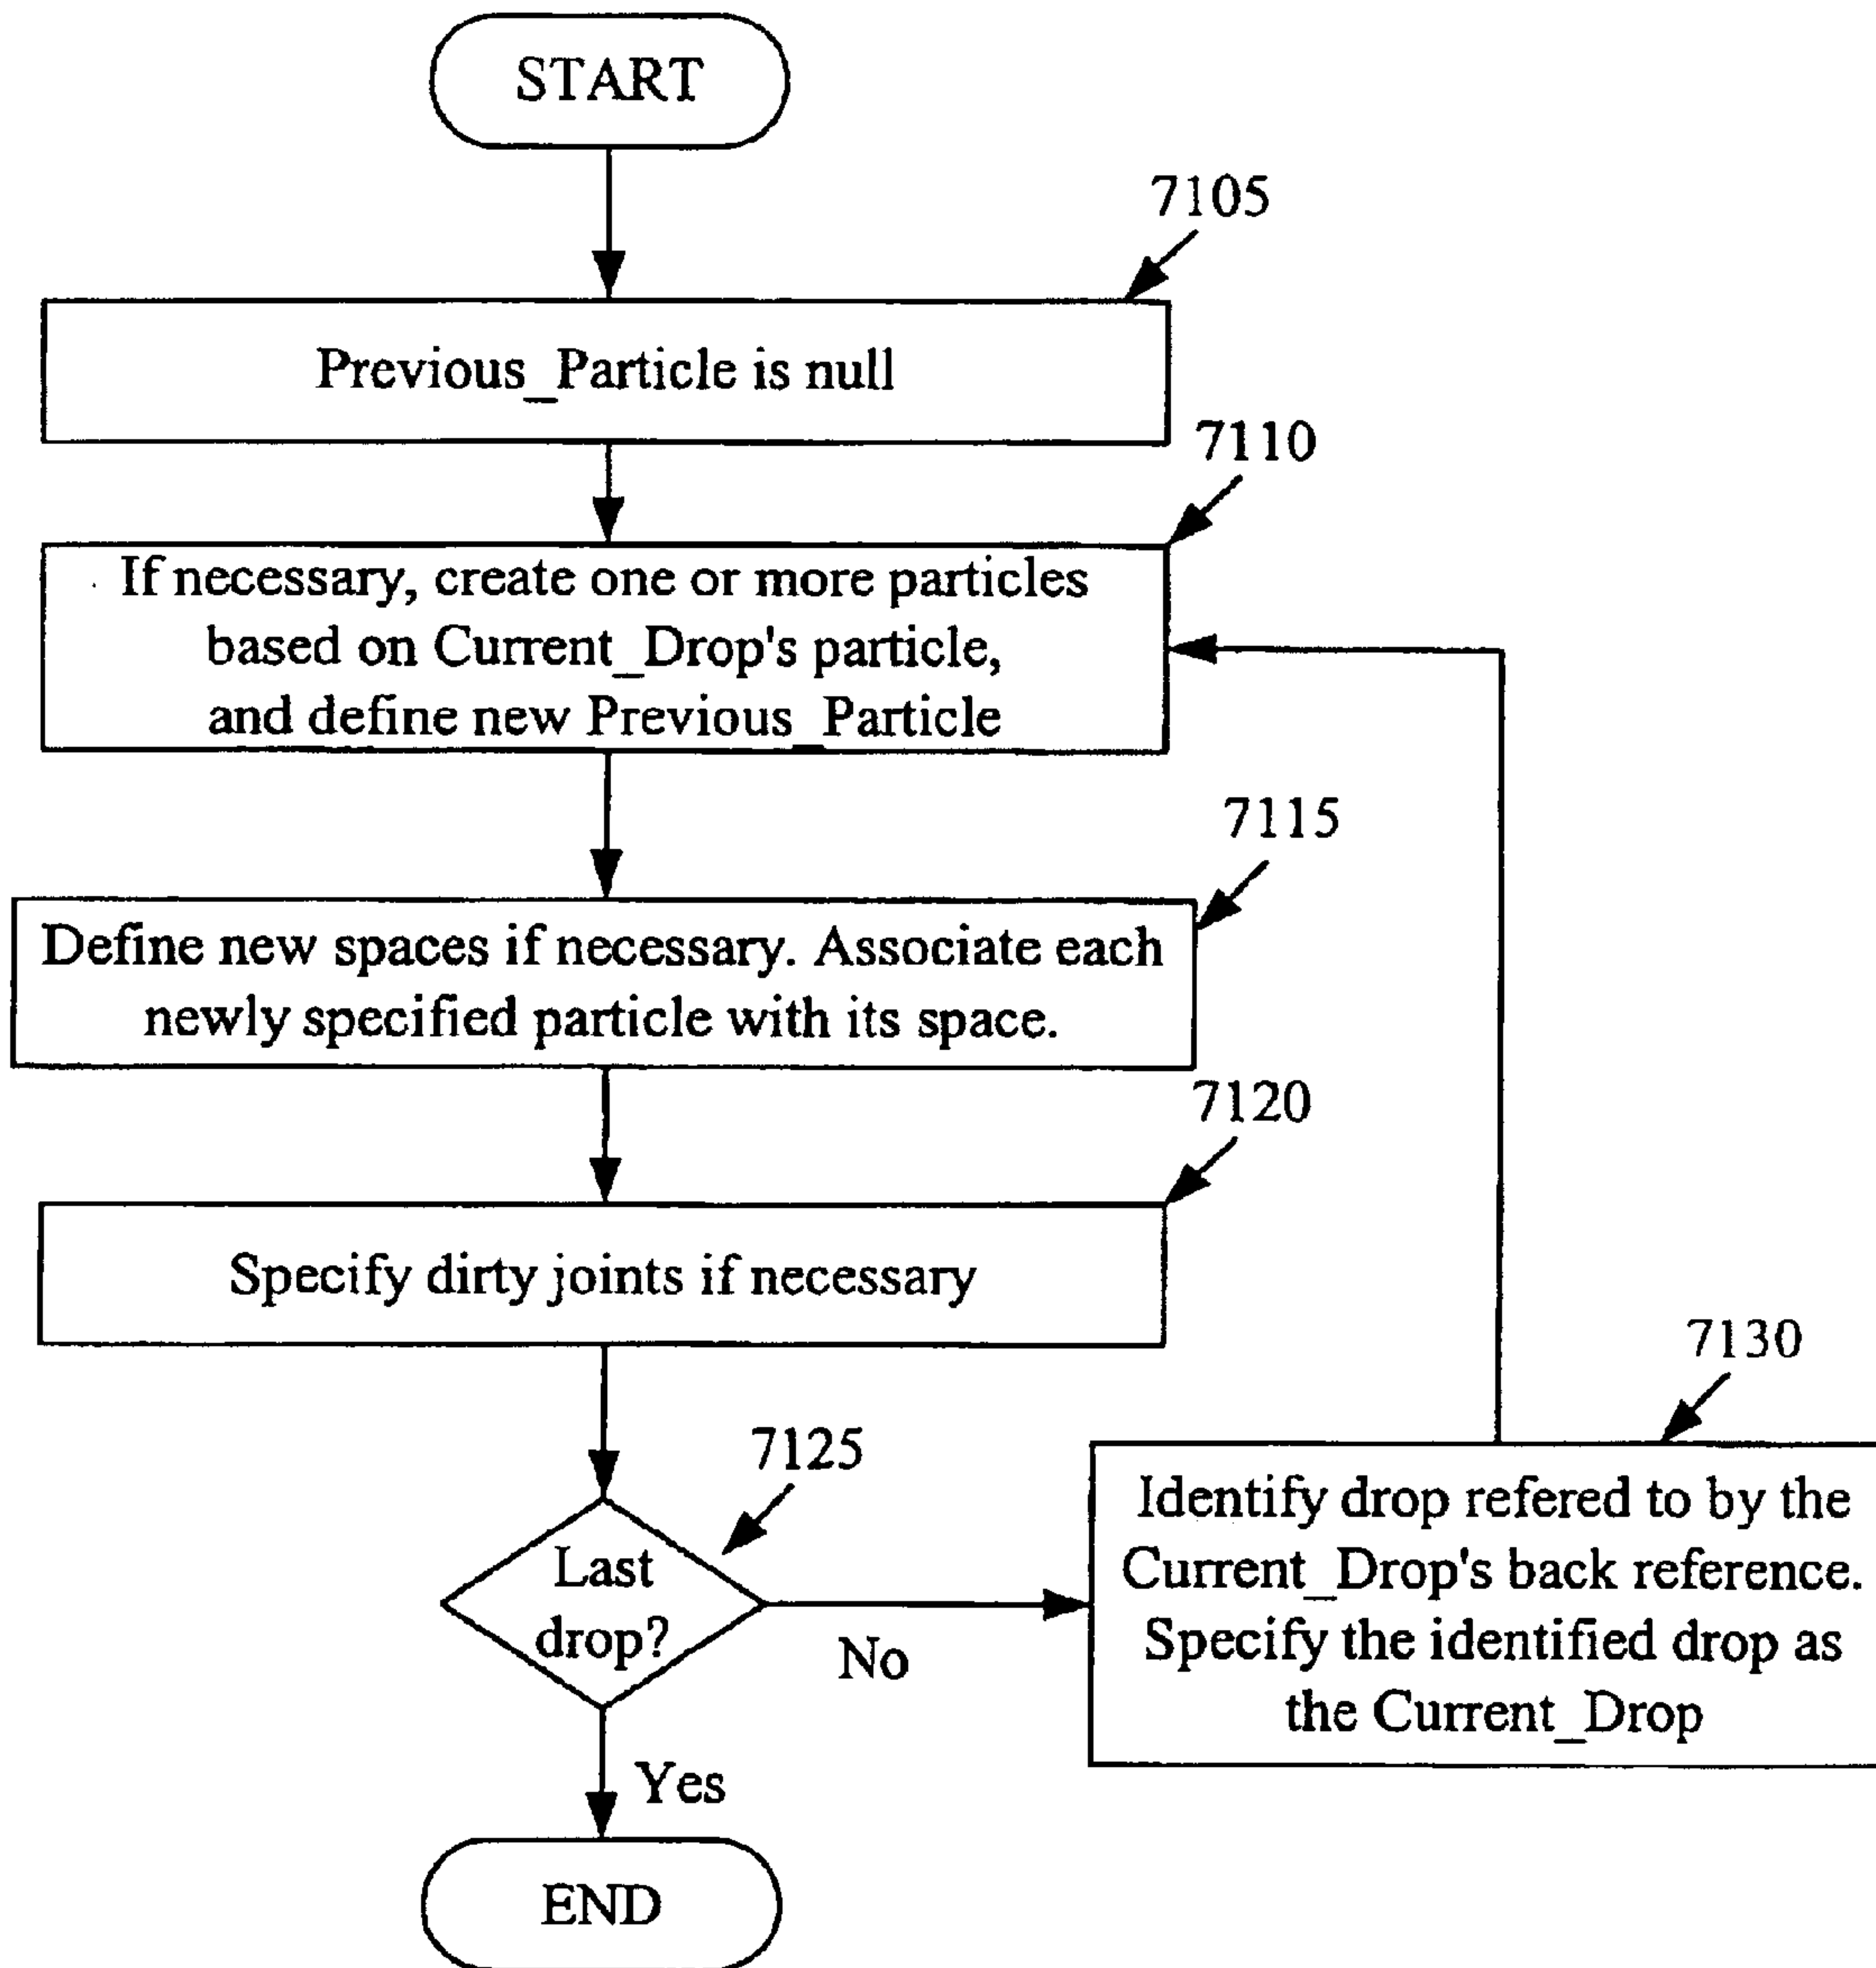 START
7105
Previous_Particle is null
7110
If necessary, create one or more particles
based on Current_Drop's particle,
and define new Previous_Particle
7115
Define new spaces if necessary. Associate each
newly specified particle with its space.
7120
Specify dirty joints if necessary
7125
Last
drop?
No
7130
Identify drop refered to by the
Current_Drop's back reference.
Specify the identified drop as
the Current_Drop
Yes
END